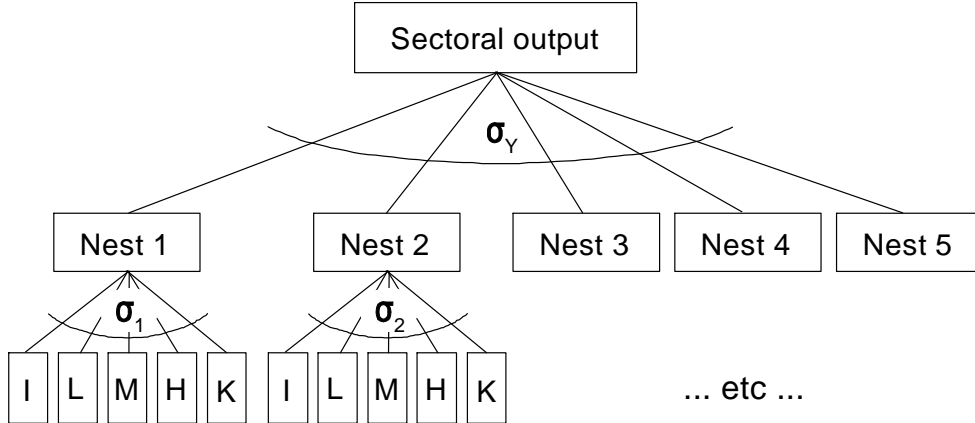 Sectoral output
σY
Nest 1 Nest 2 Nest 3 Nest 4 Nest 5
σ1 σ2
I L M H K I L M H K
... etc ...